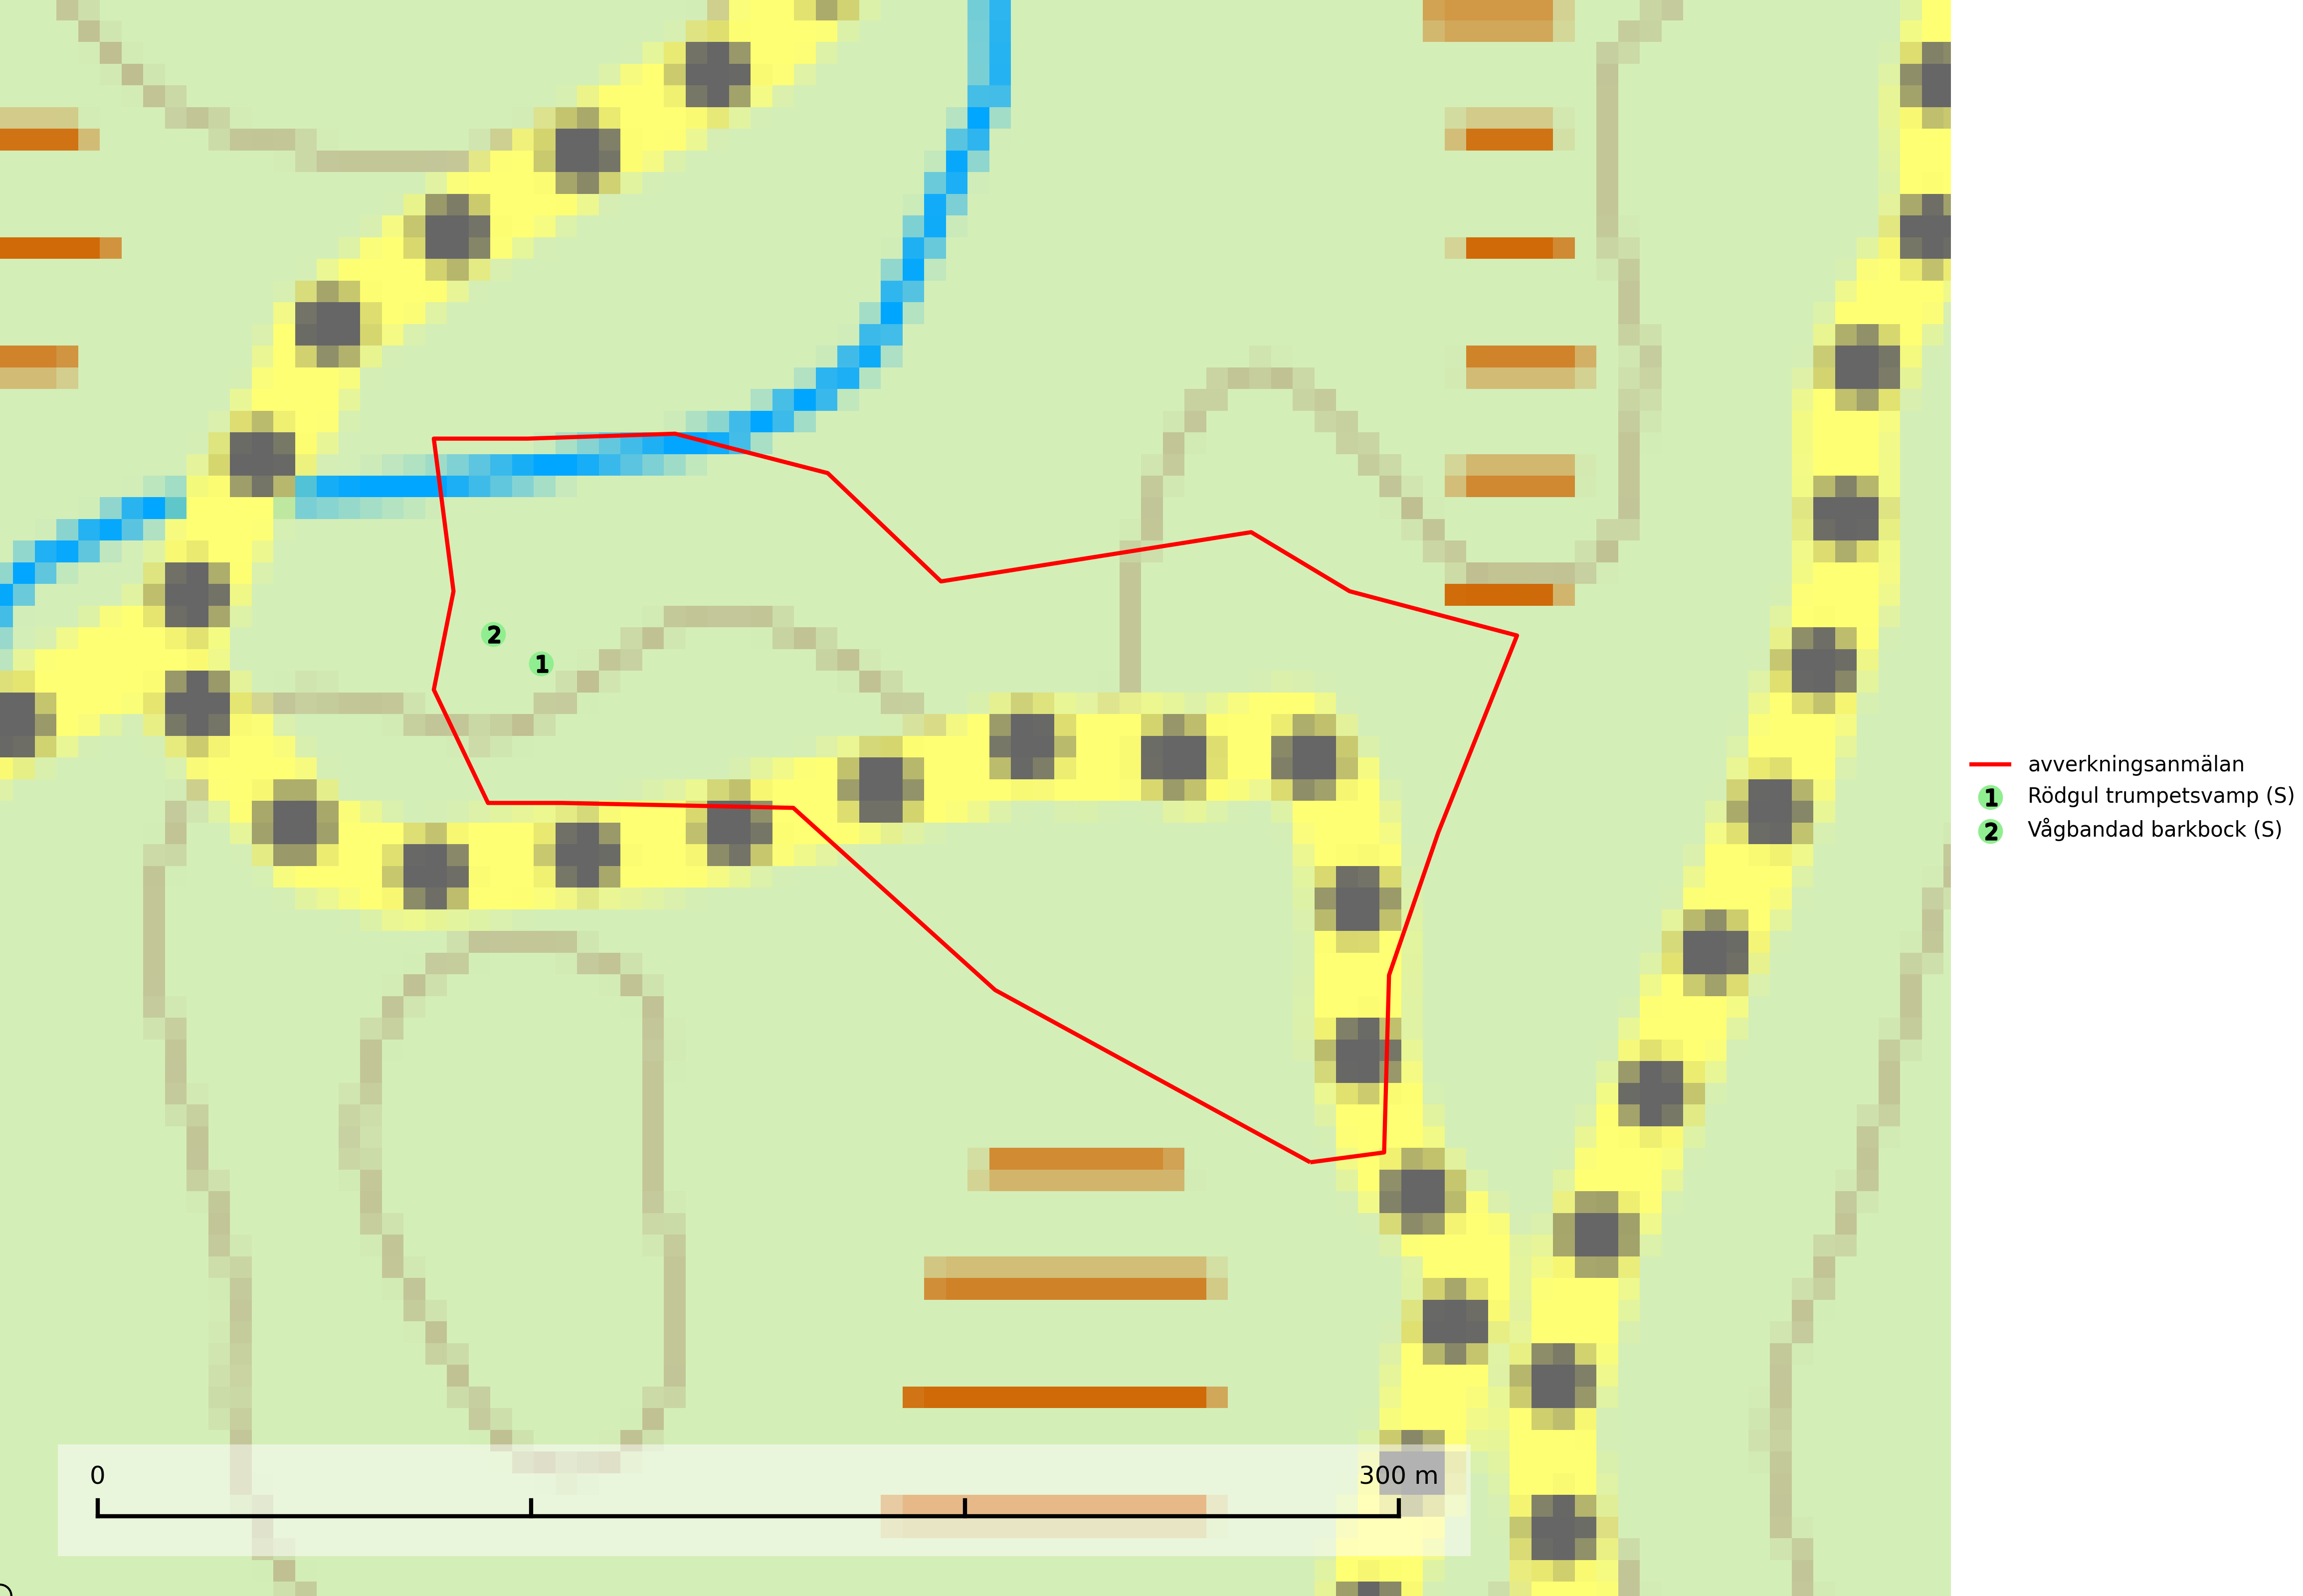 2
1
avverkningsanmälan
1 Rödgul trumpetsvamp (S)
2 Vågbandad barkbock (S)
0 300 m